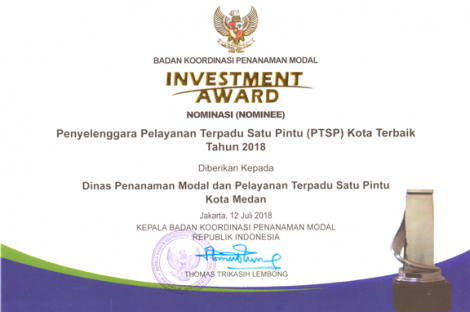 BADAN KOORDINASI PENANAMAN MODAL
INVESTMENT
AWARD
NOMINASI (NOMINEE)
Penyelenggara Pelayanan Terpadu Satu Pintu (PTSP) Kota Terbaik
Tahun 2018
Diberikan Kepada
Dinas Penanaman Modal dan Pelayanan Terpadu Satu Pintu
Kota Medan
Jakarta, 12 Juli 2018
KEPALA BADAN KOORDINASI PENANAMAN MODAL
REPUBLIK INDONESIA
THOMAS TRIKASIH LEMBONG